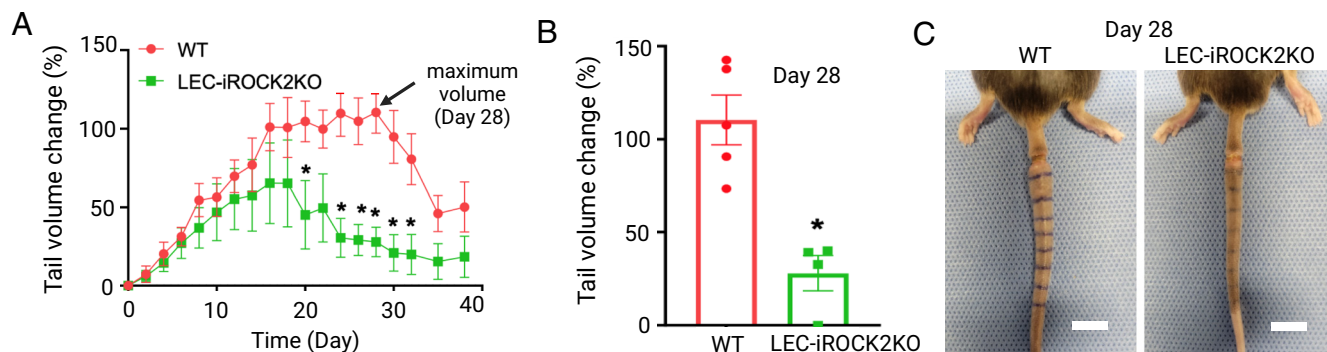 A
Tail volume change (%)
150
100
50
0
0
10
20
30
40
Time (Day)
WT
LEC-iROCK2KO
maximum
volume
(Day 28)
*
*
* *
* *
B
Tail volume change (%)
150
100
50
0
Day 28
*
WT
LEC-iROCK2KO
C
Day 28
WT
LEC-iROCK2KO